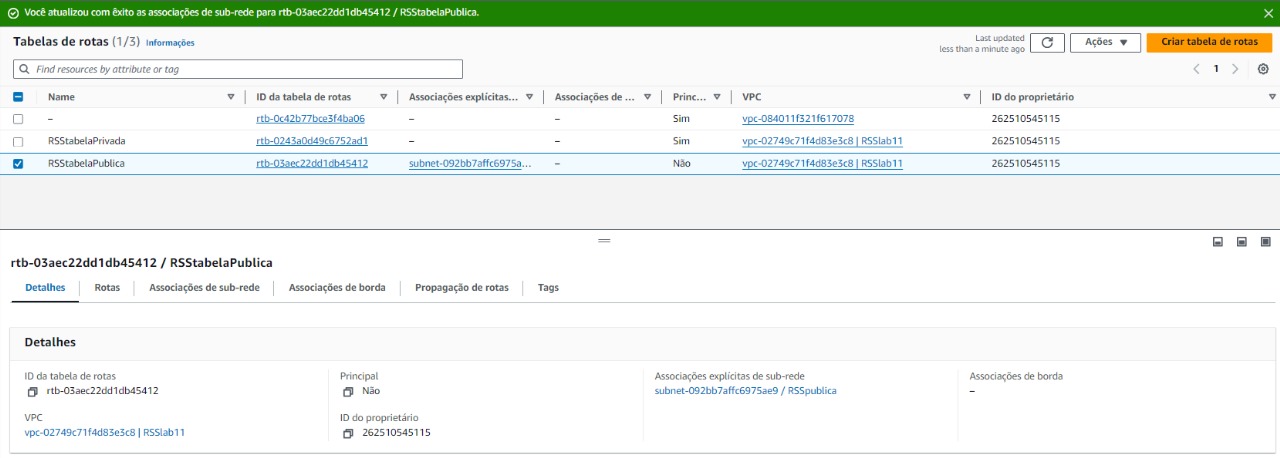 Você atualizou com êxito as associações de sub-rede para rtb-03aec22dd1db45412 / RSStabelaPublica.
Tabelas de rotas (1/3) Informações
Last updated
less than a minute ago
Ações
Criar tabela de rotas
Find resources by attribute or tag
1
Name ID da tabela de rotas Associações explícitas... Associações de ... Princ... VPC ID do proprietário
– rtb-0c42b77bce3f4ba06 – – Sim vpc-084011f321f617078 262510545115
RSStabelaPrivada rtb-0243a0d49c6752ad1 – – Sim vpc-02749c71f4d83e3c8 | RSSlab11 262510545115
RSStabelaPublica rtb-03aec22dd1db45412 subnet-092bb7affc6975a... – Não vpc-02749c71f4d83e3c8 | RSSlab11 262510545115
rtb-03aec22dd1db45412 / RSStabelaPublica
Detalhes Rotas Associações de sub-rede Associações de borda Propagação de rotas Tags
Detalhes
ID da tabela de rotas
rtb-03aec22dd1db45412
Principal
Não
Associações explícitas de sub-rede
subnet-092bb7affc6975ae9 / RSSpublica
Associações de borda
–
VPC
vpc-02749c71f4d83e3c8 | RSSlab11
ID do proprietário
262510545115